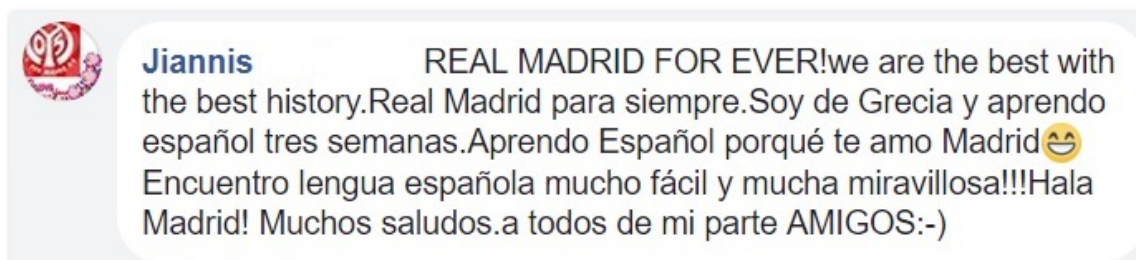 Jiannis REAL MADRID FOR EVER!we are the best with
the best history.Real Madrid para siempre.Soy de Grecia y aprendo
español tres semanas.Aprendo Español porqué te amo Madrid😁
Encuentro lengua española mucho fácil y mucha miravillosa!!!Hala
Madrid! Muchos saludos.a todos de mi parte AMIGOS:-)